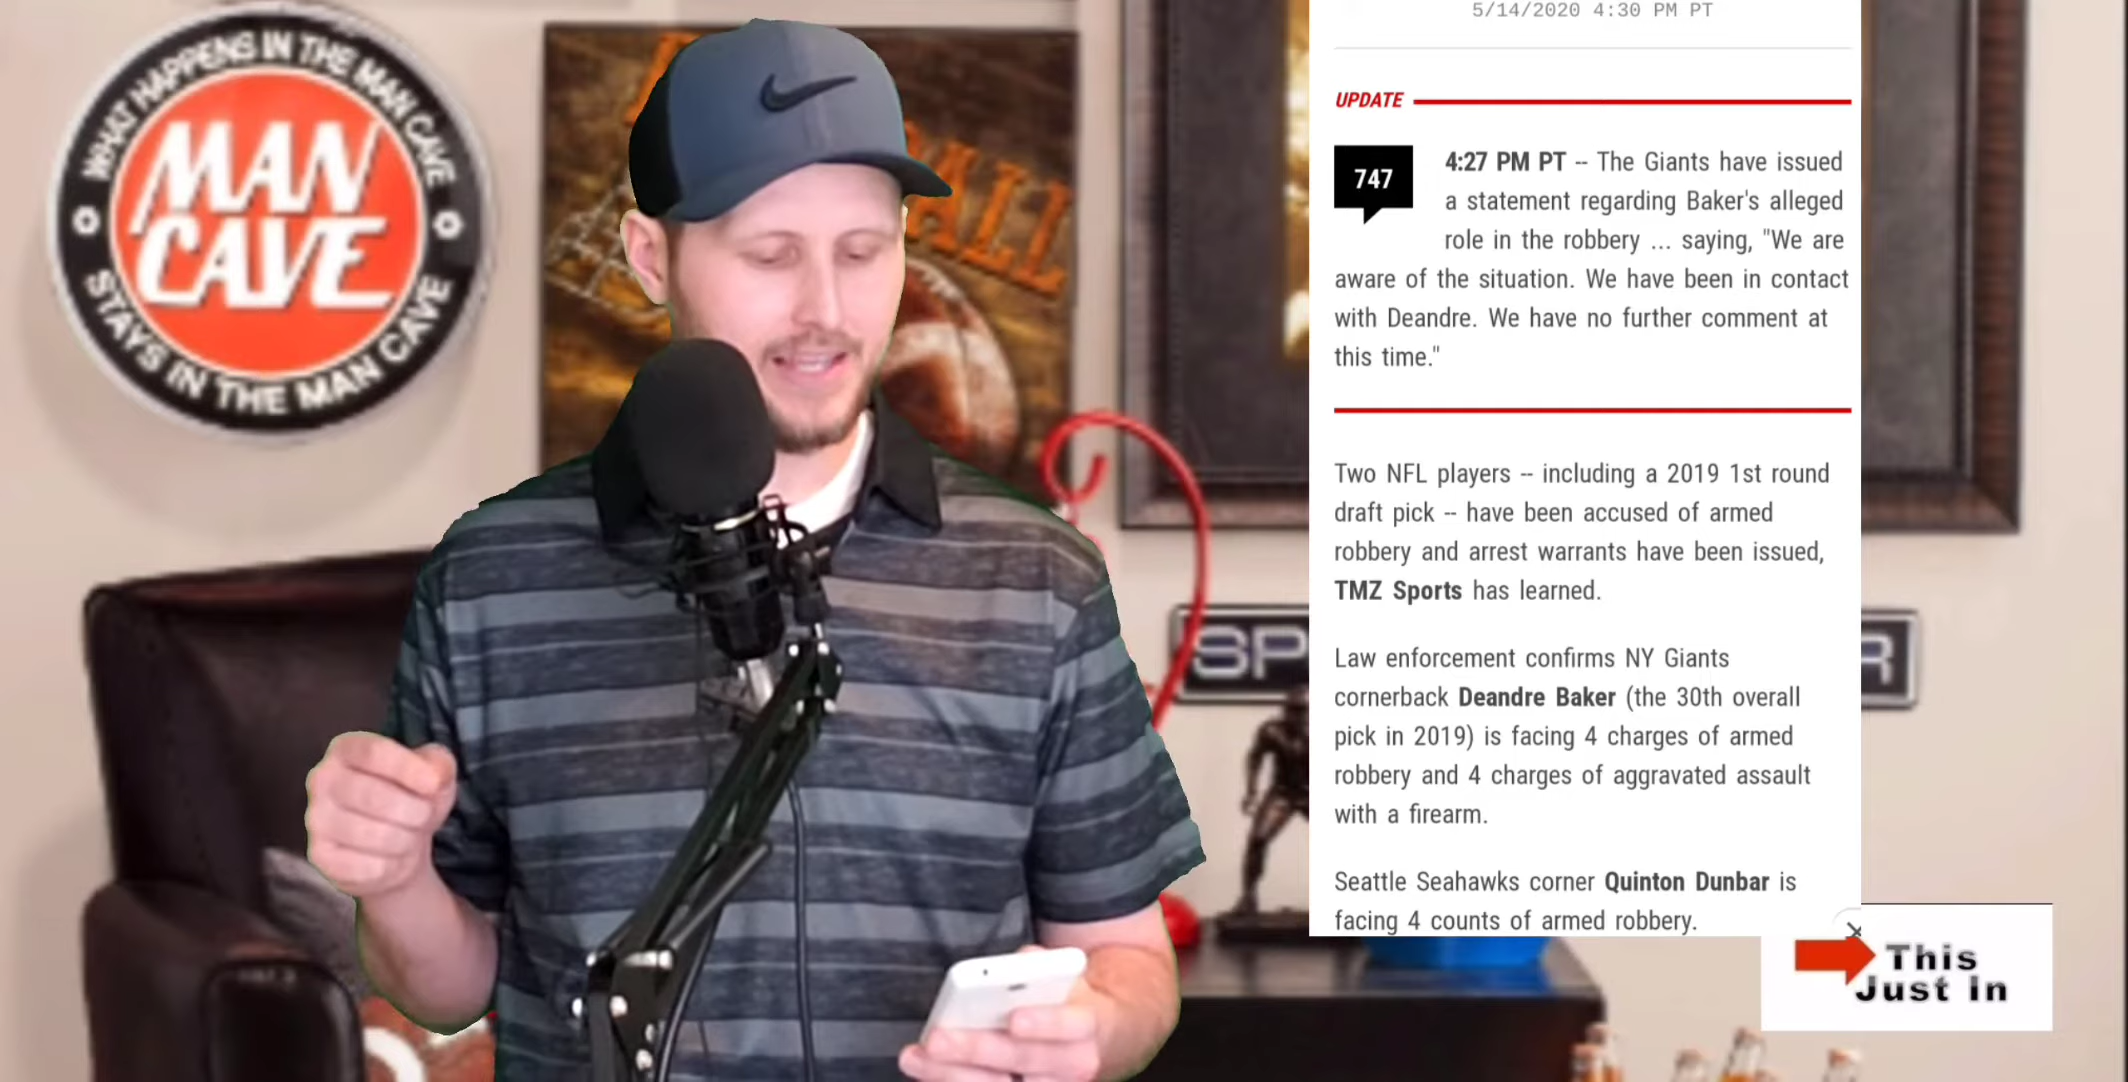 WHAT HAPPENS IN THE MAN CAVE
MAN
CAVE
STAYS IN THE MAN CAVE
5/14/2020 4:30 PM PT
UPDATE
747
4:27 PM PT -- The Giants have issued
a statement regarding Baker's alleged
role in the robbery ... saying, "We are
aware of the situation. We have been in contact
with Deandre. We have no further comment at
this time."
Two NFL players -- including a 2019 1st round
draft pick -- have been accused of armed
robbery and arrest warrants have been issued,
TMZ Sports has learned.
Law enforcement confirms NY Giants
cornerback Deandre Baker (the 30th overall
pick in 2019) is facing 4 charges of armed
robbery and 4 charges of aggravated assault
with a firearm.
Seattle Seahawks corner Quinton Dunbar is
facing 4 counts of armed robbery.
This
Just In